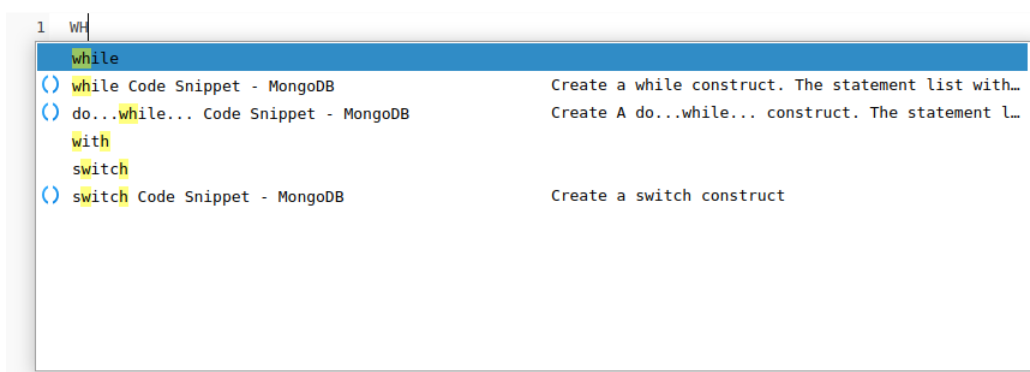 1 WH
while
while Code Snippet - MongoDB Create a while construct. The statement list with…
do...while... Code Snippet - MongoDB Create A do...while... construct. The statement l…
with
switch
switch Code Snippet - MongoDB Create a switch construct